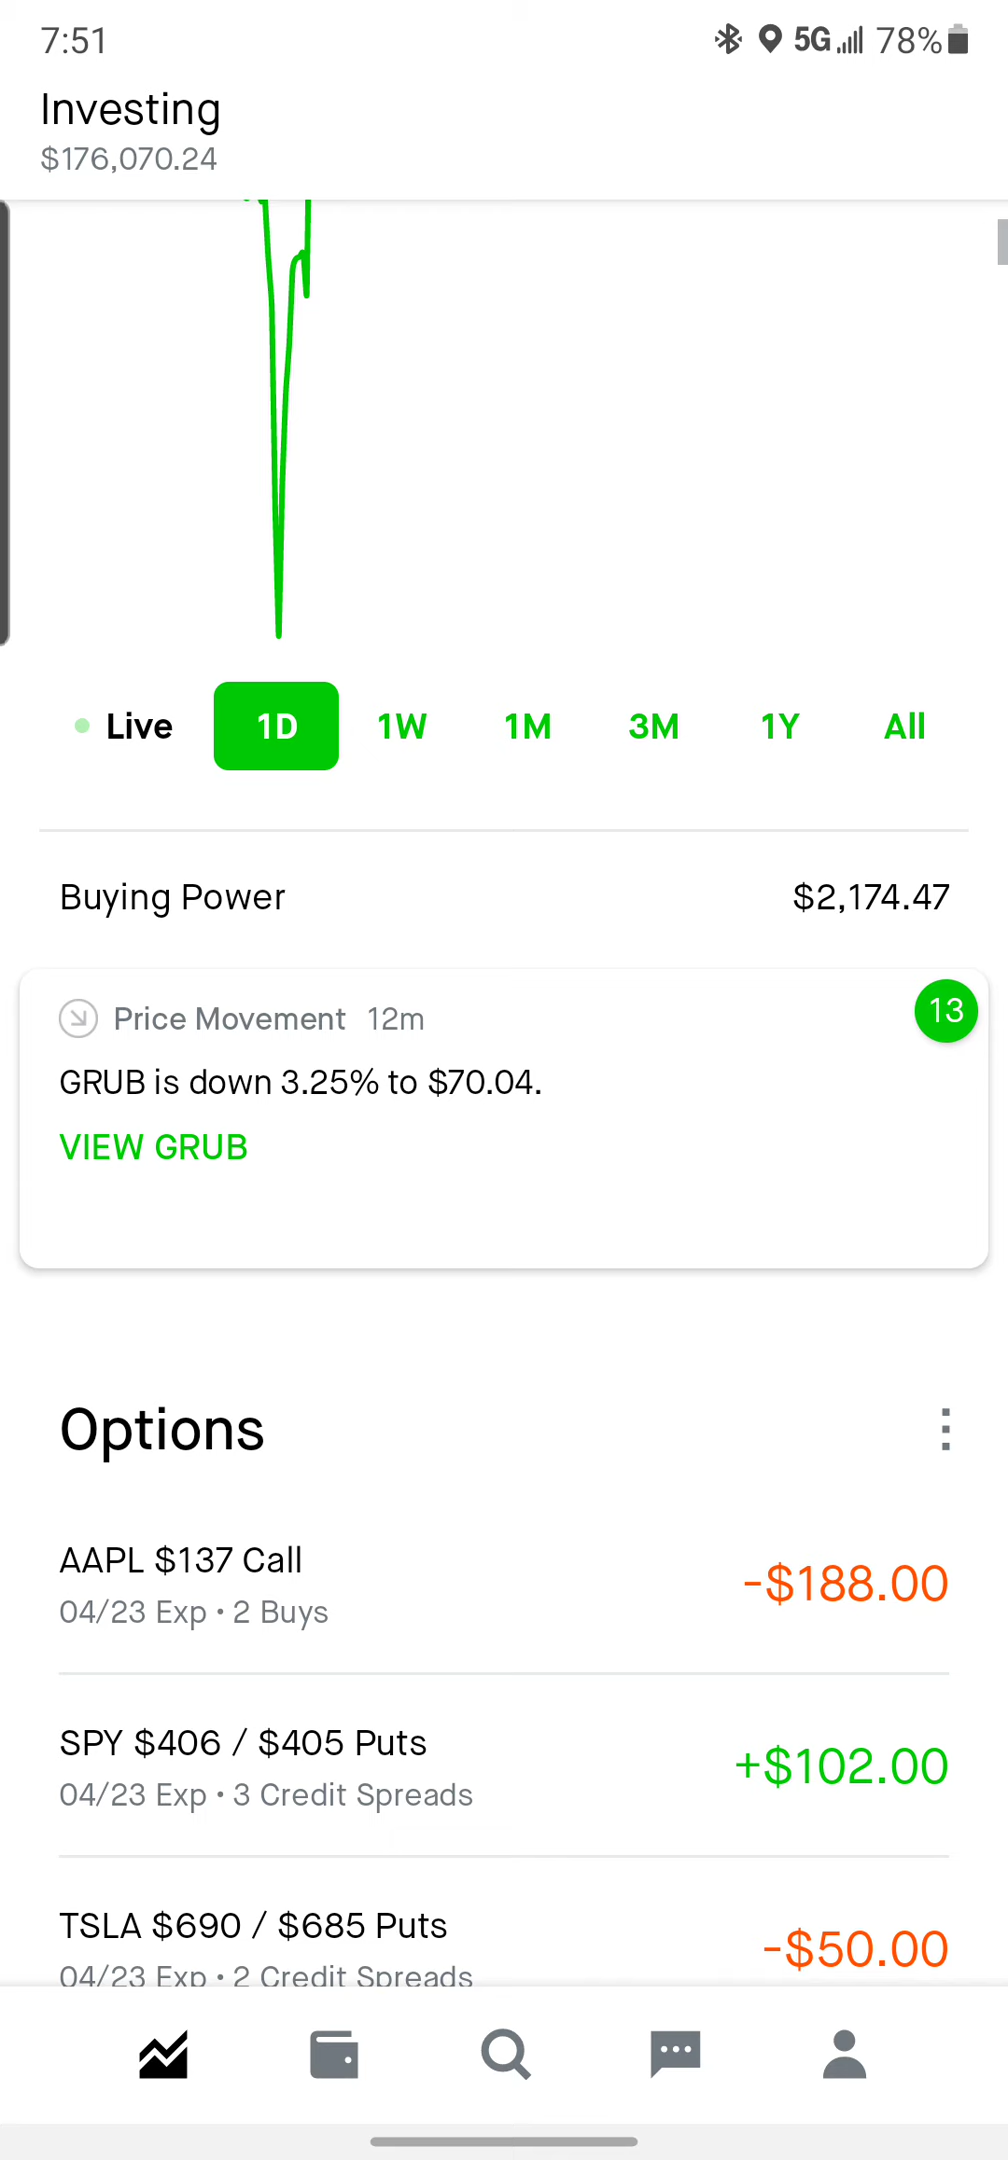 7:51
5G 78%
Investing
$176,070.24
Live 1D 1W 1M 3M 1Y All
Buying Power $2,174.47
Price Movement 12m 13
GRUB is down 3.25% to $70.04.
VIEW GRUB
Options
AAPL $137 Call
-$188.00
04/23 Exp • 2 Buys
SPY $406 / $405 Puts
+$102.00
04/23 Exp • 3 Credit Spreads
TSLA $690 / $685 Puts
-$50.00
04/23 Exp • 2 Credit Spreads